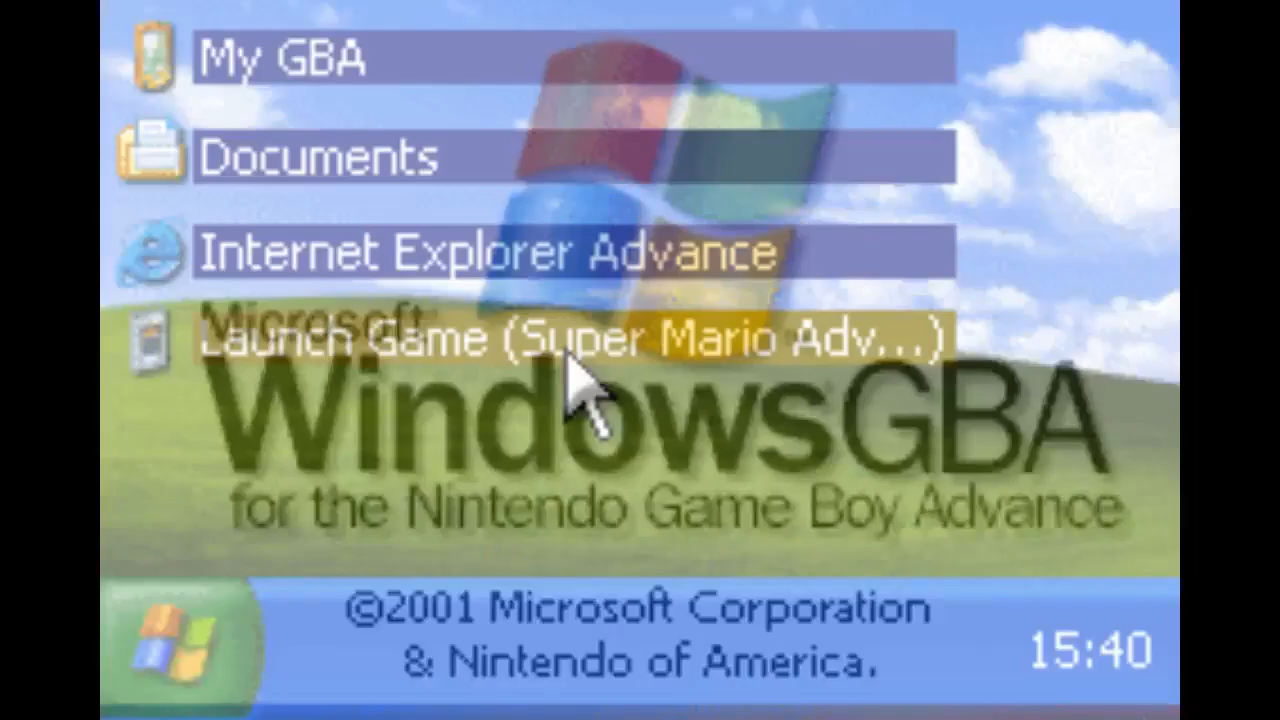 My GBA
Documents
Internet Explorer Advance
Microsoft
Launch Game (Super Mario Adv...)
WindowsGBA
for the Nintendo Game Boy Advance
©2001 Microsoft Corporation
& Nintendo of America.
15:40